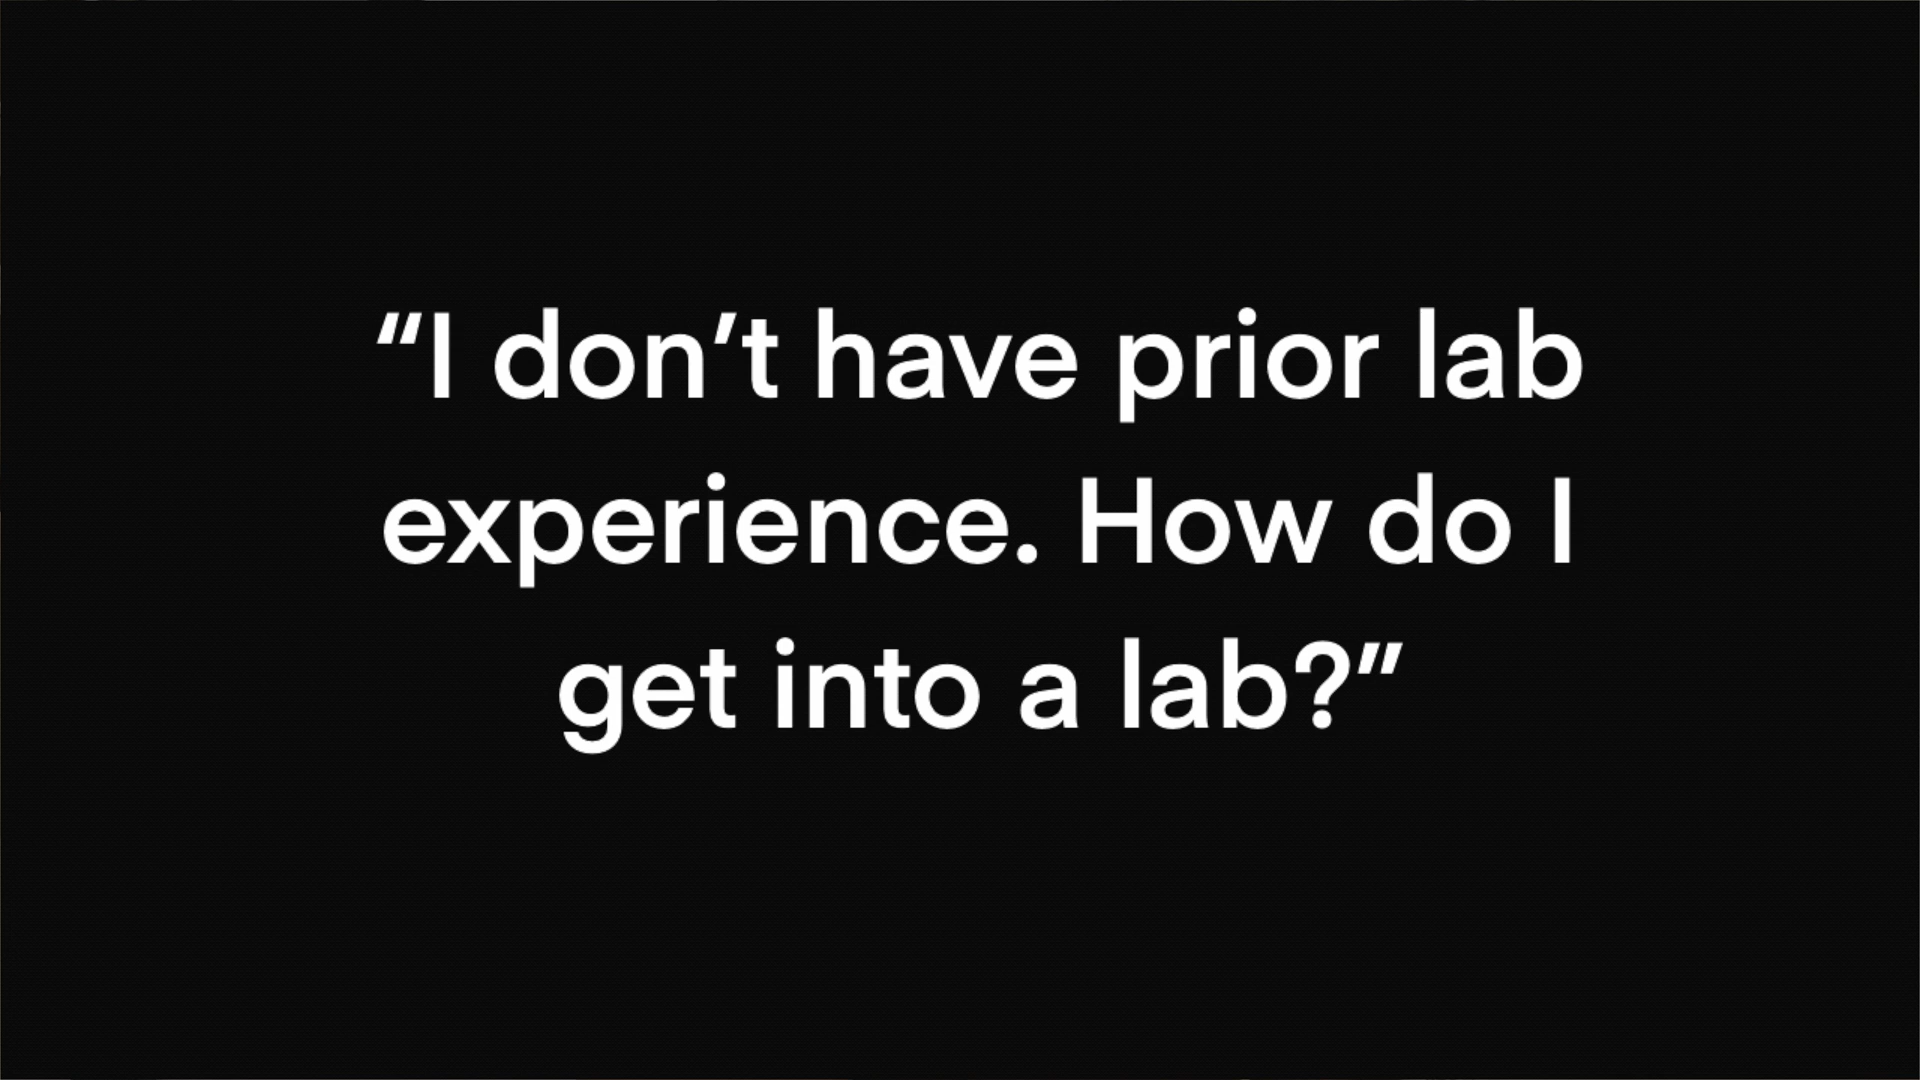 “I don’t have prior lab
experience. How do I
get into a lab?”